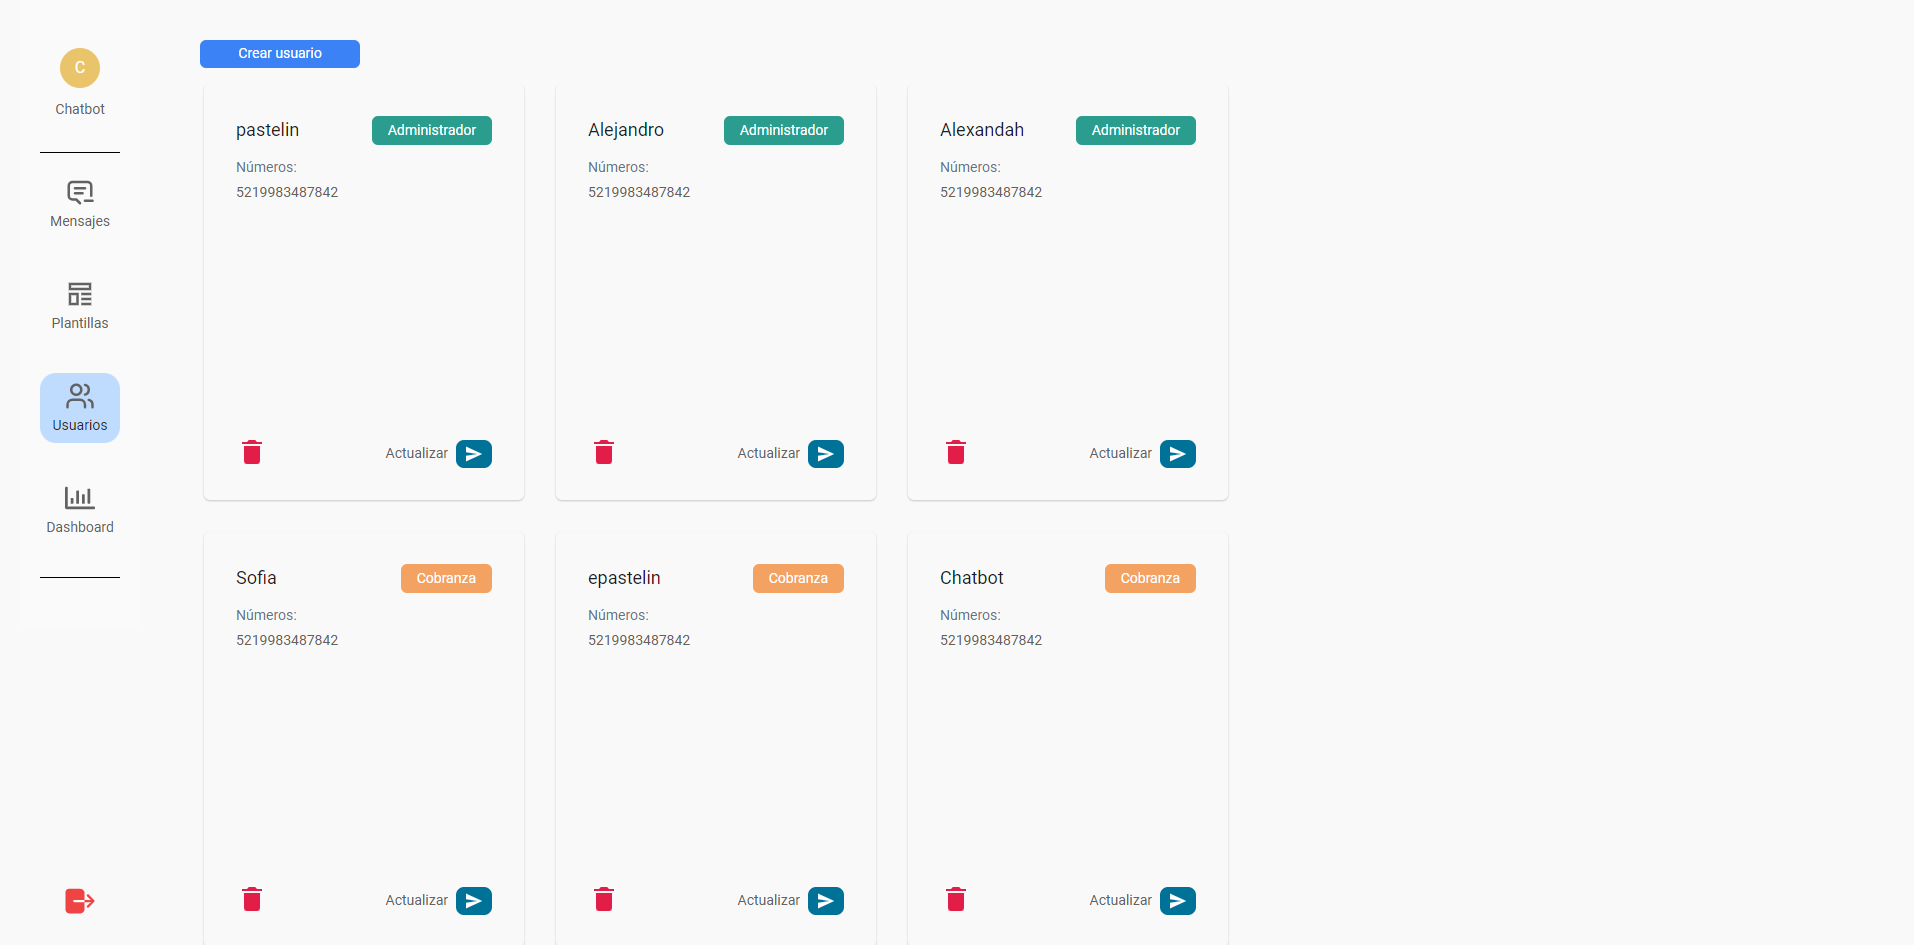 C
Chatbot
Mensajes
Plantillas
Usuarios
Dashboard
Crear usuario
pastelin
Administrador
Números:
5219983487842
Actualizar
Alejandro
Administrador
Números:
5219983487842
Actualizar
Alexandah
Administrador
Números:
5219983487842
Actualizar
Sofia
Cobranza
Números:
5219983487842
Actualizar
epastelin
Cobranza
Números:
5219983487842
Actualizar
Chatbot
Cobranza
Números:
5219983487842
Actualizar